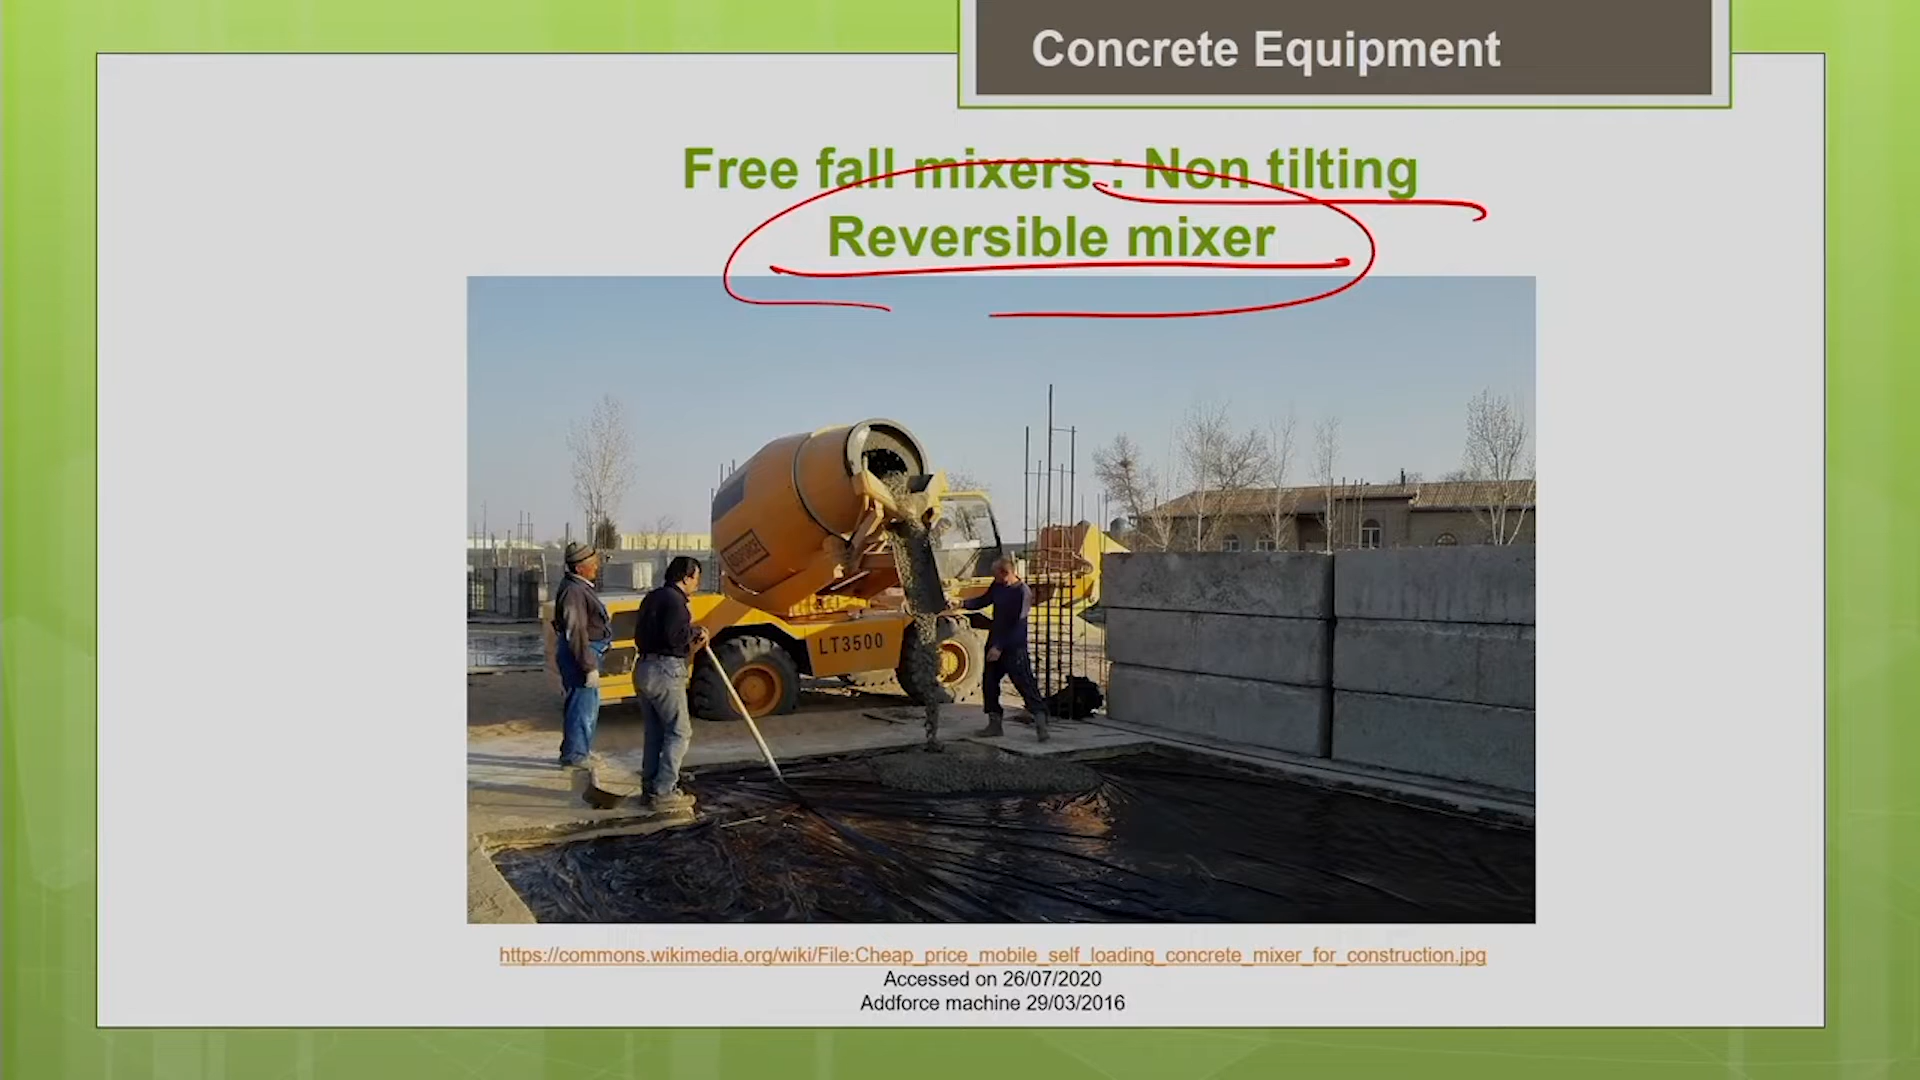 Concrete Equipment
Free fall mixers : Non tilting
Reversible mixer
LT3500
https://commons.wikimedia.org/wiki/File:Cheap_price_mobile_self_loading_concrete_mixer_for_construction.jpg
Accessed on 26/07/2020
Addforce machine 29/03/2016